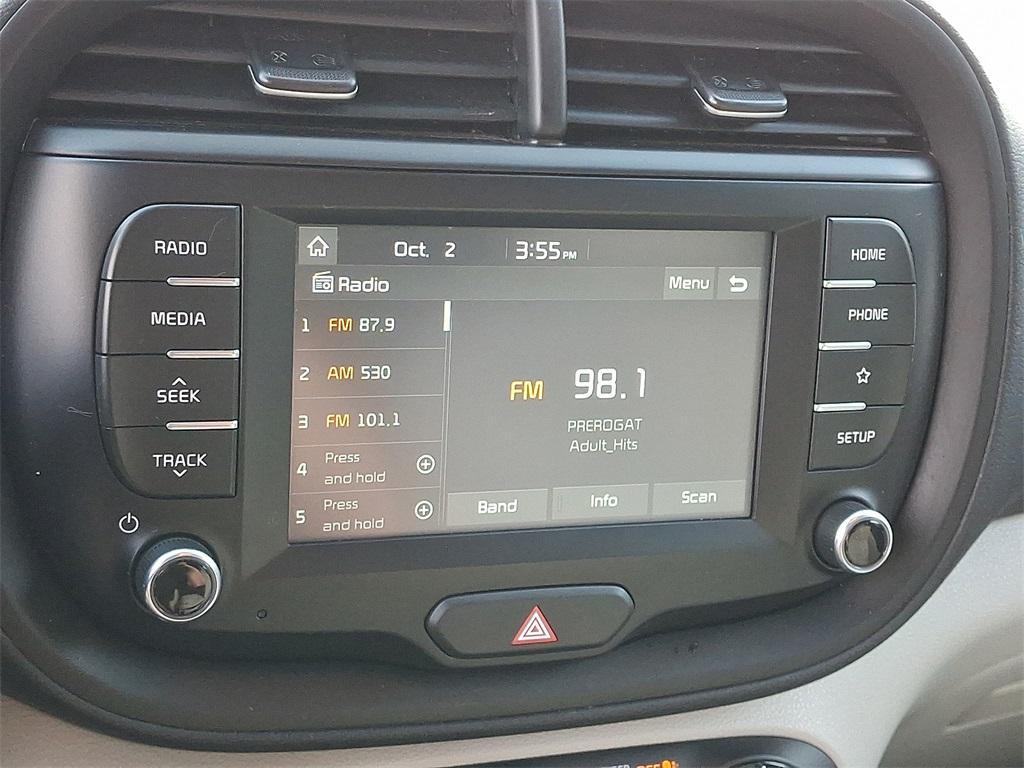 RADIO
MEDIA
SEEK
TRACK
Oct. 2 3:55PM
Radio Menu
1 FM 87.9
2 AM 530
3 FM 101.1
4 Press
and hold
5 Press
and hold
FM 98.1
PREROGAT
Adult_Hits
Band Info Scan
HOME
PHONE
SETUP
OFF